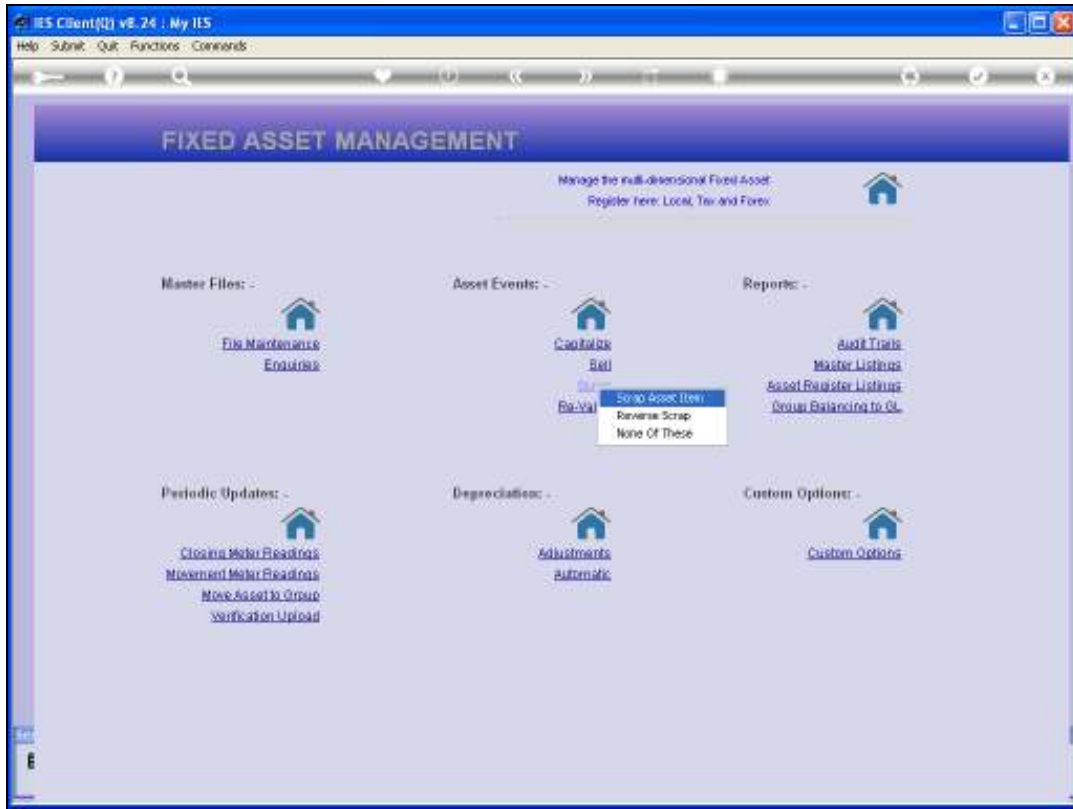 IES Client(Q) v8.24 : My IES
Help Submit Quit Functions Commands
FIXED ASSET MANAGEMENT
Manage the multi-dimensional Fixed Asset
Register here: Local, Tax and Forex
Master Files: -
File Maintenance
Enquiries
Asset Events: -
Capitalize
Sell
Scrap
Re-Val
Scrap Asset Item
Reverse Scrap
None Of These
Reports: -
Audit Trails
Master Listings
Asset Register Listings
Group Balancing to GL
Periodic Updates: -
Closing Meter Readings
Movement Meter Readings
Move Asset to Group
Verification Upload
Depreciation: -
Adjustments
Automatic
Custom Options: -
Custom Options